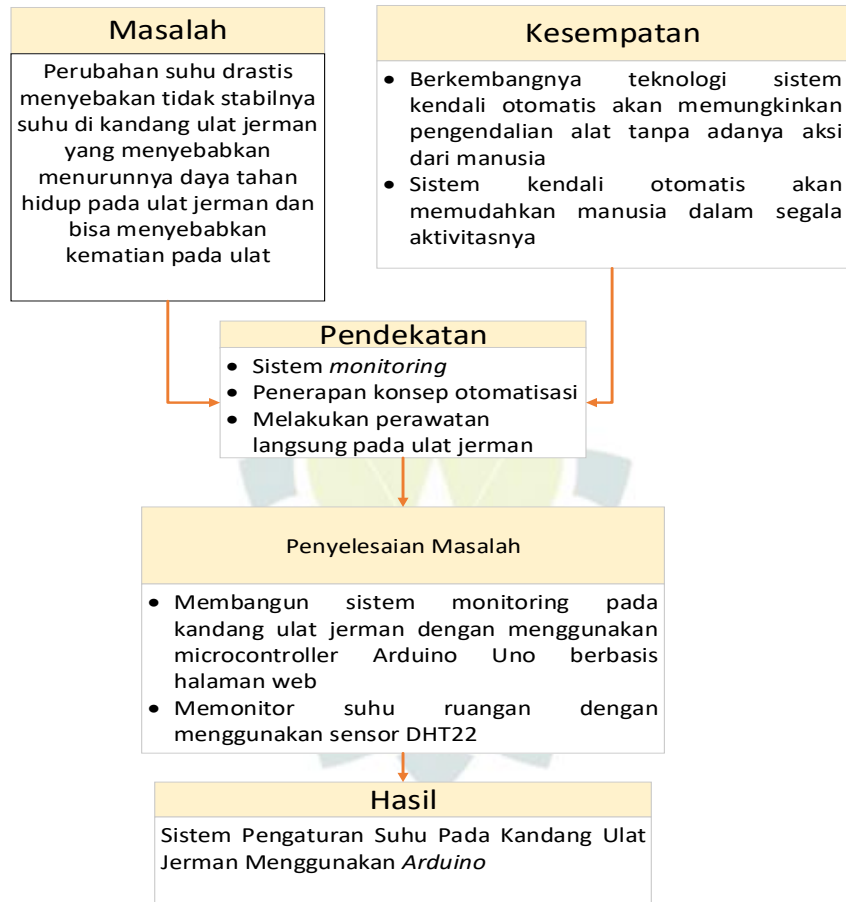 Masalah
Perubahan suhu drastis
menyebakan tidak stabilnya
suhu di kandang ulat jerman
yang menyebabkan
menurunnya daya tahan
hidup pada ulat jerman dan
bisa menyebabkan
kematian pada ulat
Kesempatan
• Berkembangnya teknologi sistem
kendali otomatis akan memungkinkan
pengendalian alat tanpa adanya aksi
dari manusia
• Sistem kendali otomatis akan
memudahkan manusia dalam segala
aktivitasnya
Pendekatan
• Sistem monitoring
• Penerapan konsep otomatisasi
• Melakukan perawatan
langsung pada ulat jerman
Penyelesaian Masalah
• Membangun sistem monitoring pada
kandang ulat jerman dengan menggunakan
microcontroller Arduino Uno berbasis
halaman web
• Memonitor suhu ruangan dengan
menggunakan sensor DHT22
Hasil
Sistem Pengaturan Suhu Pada Kandang Ulat
Jerman Menggunakan Arduino